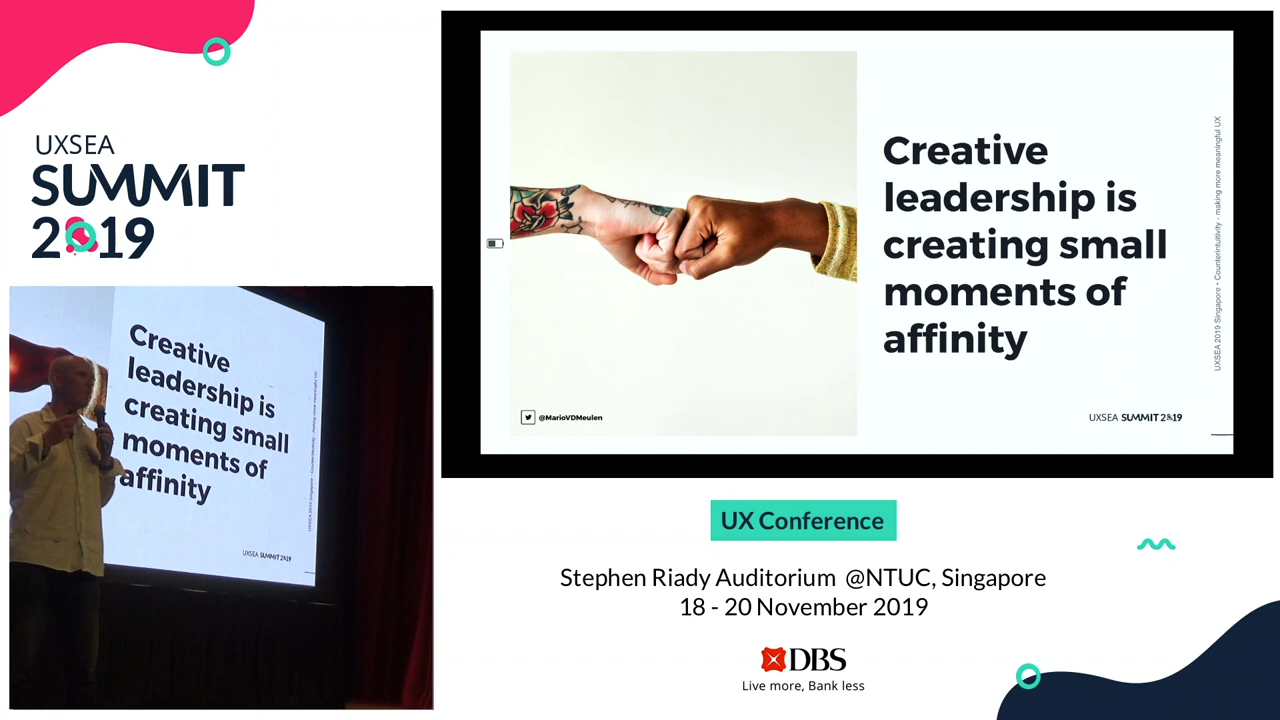 UXSEA
SUMMIT
2019
Creative
leadership is
creating small
moments of
affinity
UXSEA SUMMIT 2019
Creative
leadership is
creating small
moments of
affinity
@MarioVDMeulen
UXSEA SUMMIT 2019
UXSEA 2019 Singapore • Counterintuitivity - making more meaningful UX
UX Conference
Stephen Riady Auditorium @NTUC, Singapore
18 - 20 November 2019
DBS
Live more, Bank less